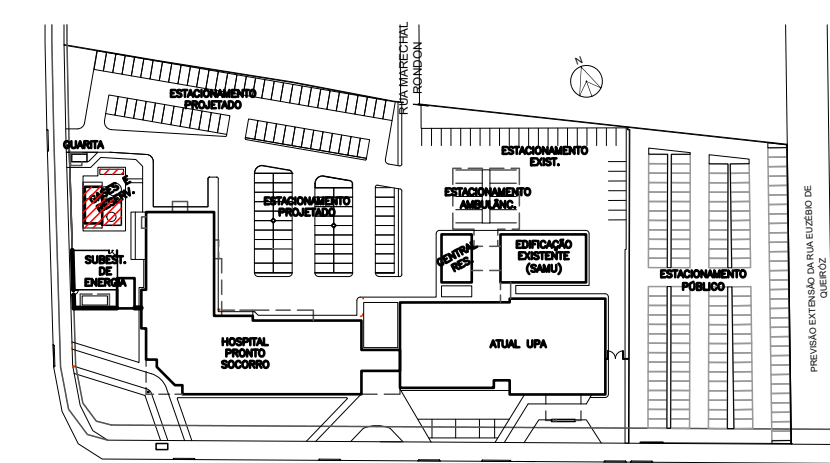 RUA MARECHAL
RONDON
N
ESTACIONAMENTO
PROJETADO
GUARITA
ESTACIONAMENTO
EXIST.
ESTACIONAMENTO
AMBULÂNC.
ESTACIONAMENTO
PROJETADO
GASES E
CENTRAL
RES.
EDIFICAÇÃO
EXISTENTE
(SAMU)
SUBEST.
DE
ENERGIA
ESTACIONAMENTO
PÚBLICO
PREVISÃO EXTENSÃO DA RUA EUZÉBIO DE
QUEIRÓZ
HOSPITAL
PRONTO
SOCORRO
ATUAL UPA